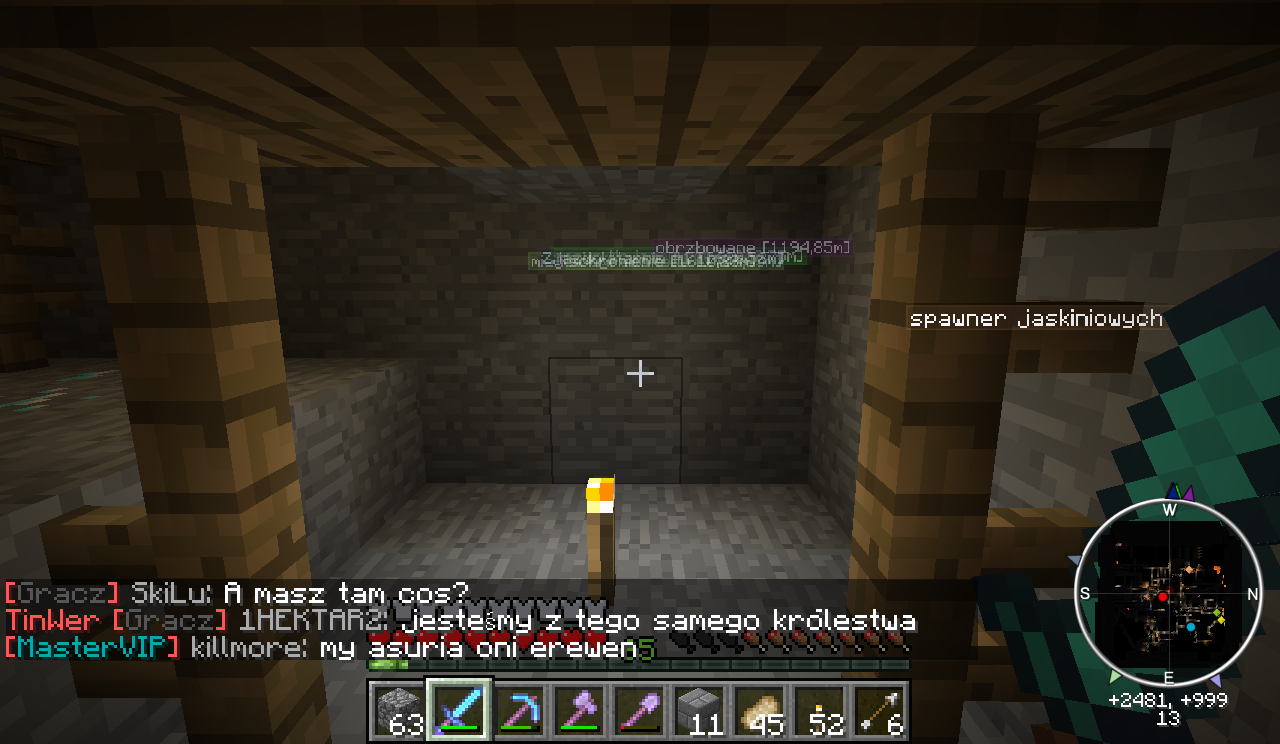 obrzbowane [1194,85m]
spawner jaskiniowych
[Gracz] SkiLu: A masz tam cos?
TinWer [Gracz] 1HEKTAR2: jesteśmy z tego samego królestwa
[MasterVIP] killmore: my asuria oni erewen
5
W
S
N
E
+2481, +999
13
63
11
45
52
6